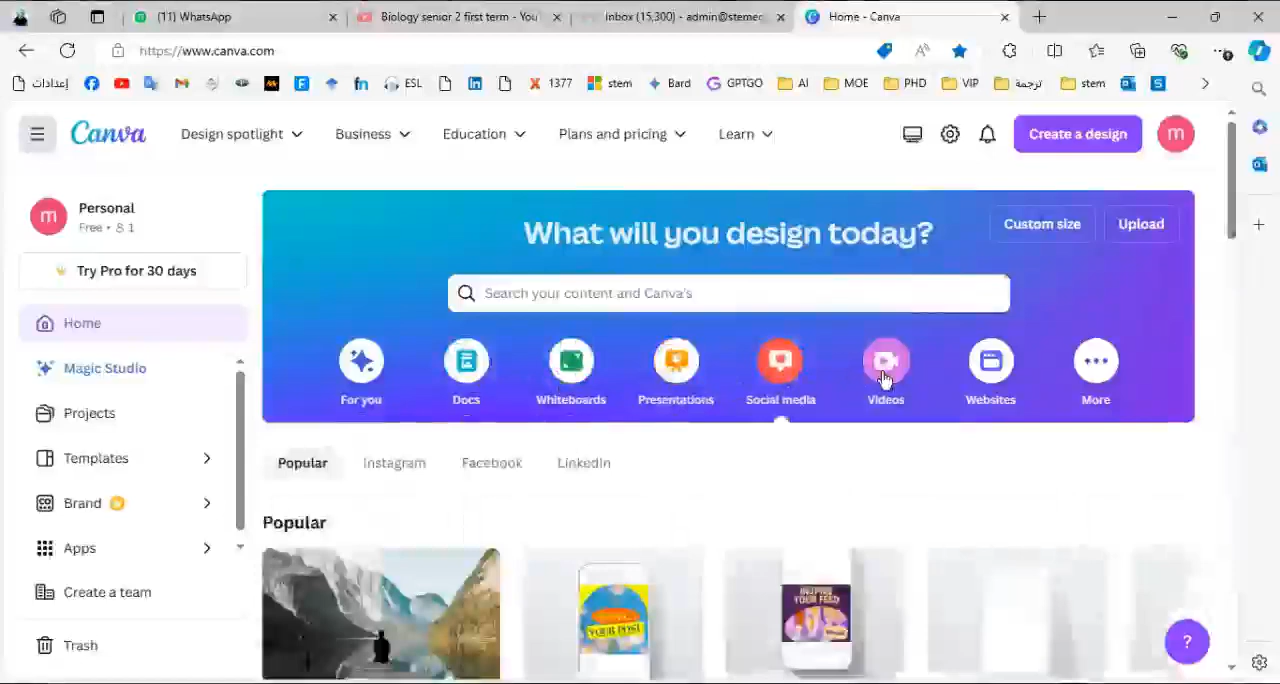 (11) WhatsApp
Biology senior 2 first term - You
Inbox (15,300) - admin@stemec
Home - Canva
https://www.canva.com
إعدادات
ESL
1377
stem
Bard
GPTGO
AI
MOE
PHD
VIP
ترجمة
stem
Canva
Design spotlight
Business
Education
Plans and pricing
Learn
Create a design
m
m
Personal
Free • 1
Try Pro for 30 days
What will you design today?
Custom size
Upload
Search your content and Canva's
Home
Magic Studio
Projects
Templates
Brand
Apps
Create a team
Trash
For you
Docs
Whiteboards
Presentations
Social media
Videos
Websites
More
Popular
Instagram
Facebook
LinkedIn
Popular
YOUR POST
INSPIRE
YOUR FEED
?